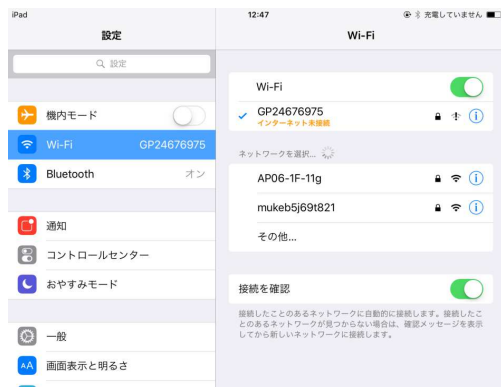 iPad
12:47
充電していません
設定
Wi-Fi
設定
機内モード
Wi-Fi
GP24676975
Bluetooth
オン
通知
コントロールセンター
おやすみモード
一般
画面表示と明るさ
Wi-Fi
GP24676975
インターネット未接続
ネットワークを選択...
AP06-1F-11g
mukeb5j69t821
その他...
接続を確認
接続したことのあるネットワークに自動的に接続します。接続したこ
とのあるネットワークが見つからない場合は、確認メッセージを表示
してから新しいネットワークに接続します。